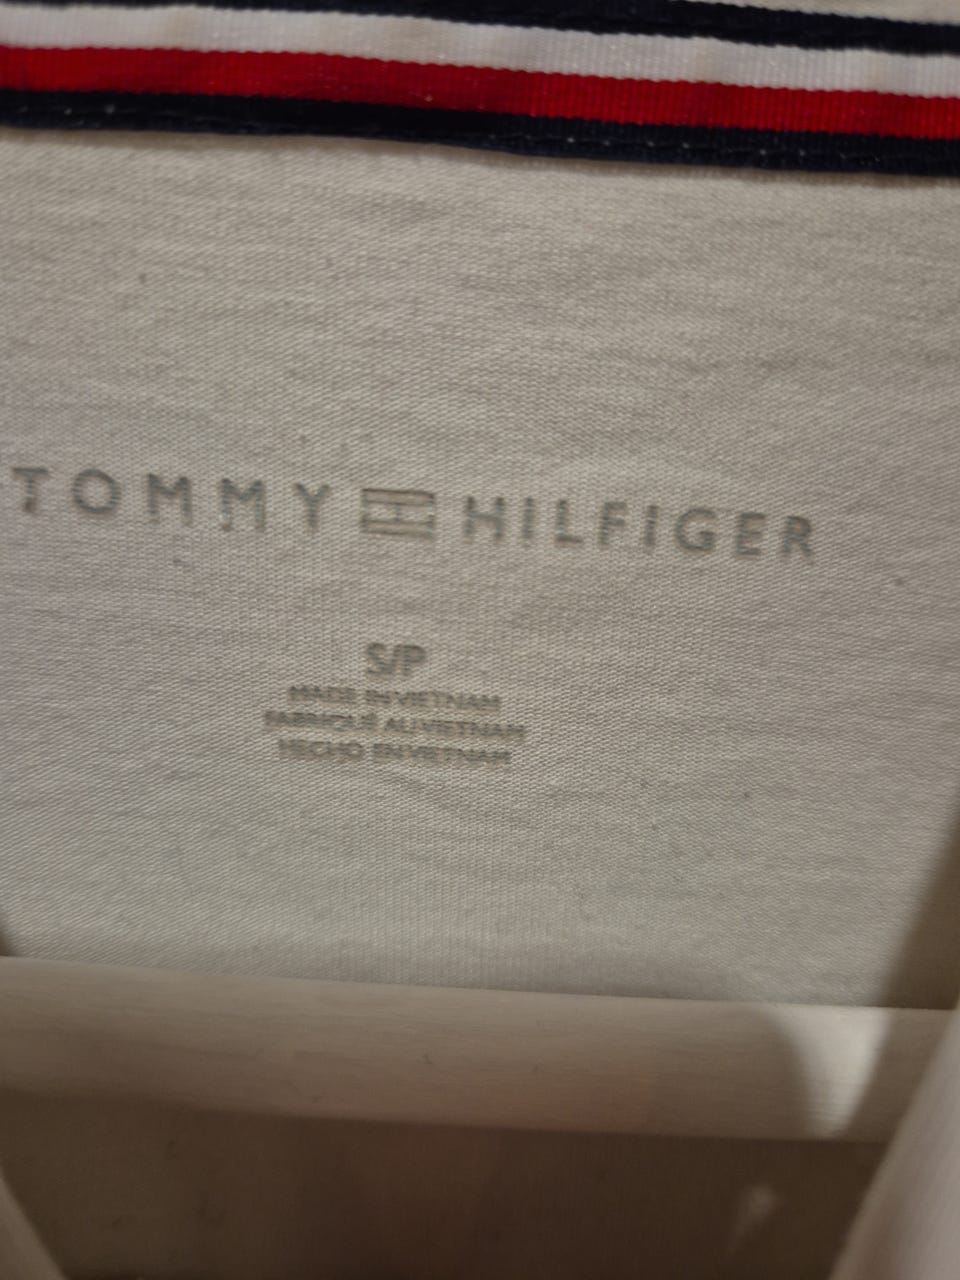 TOMMY HILFIGER
S/P
MADE IN VIETNAM
FABRIQUÉ AU VIETNAM
HECHO EN VIETNAM